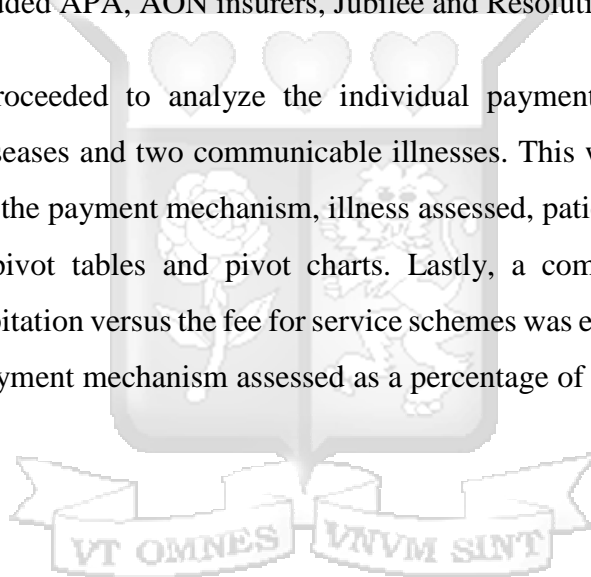 uded APA, AON insurers, Jubilee and Resoluti
roceeded to analyze the individual payment
seases and two communicable illnesses. This w
the payment mechanism, illness assessed, pati
pivot tables and pivot charts. Lastly, a com
pitation versus the fee for service schemes was e
yment mechanism assessed as a percentage of
VT OMNES VNVM SINT